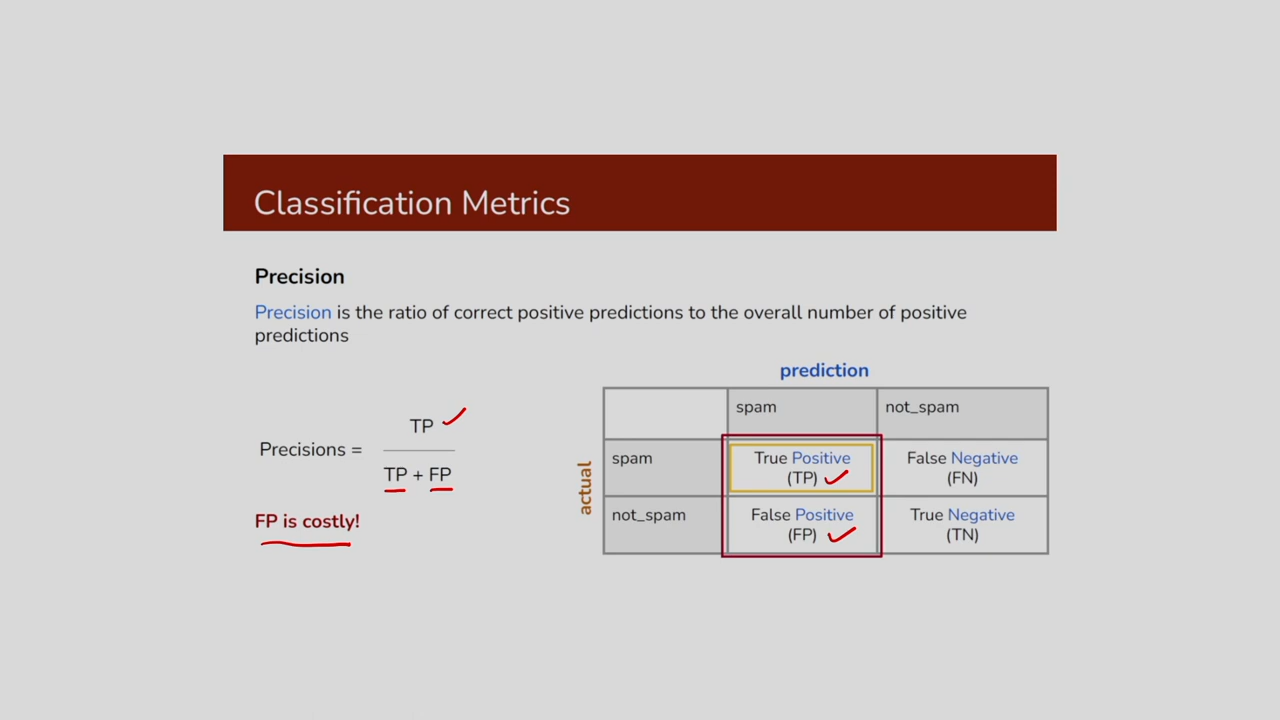 Classification Metrics
Precision
Precision is the ratio of correct positive predictions to the overall number of positive
predictions
prediction
spam not_spam
TP
Precisions =
TP + FP
FP is costly!
actual
spam True Positive (TP) False Negative (FN)
not_spam False Positive (FP) True Negative (TN)